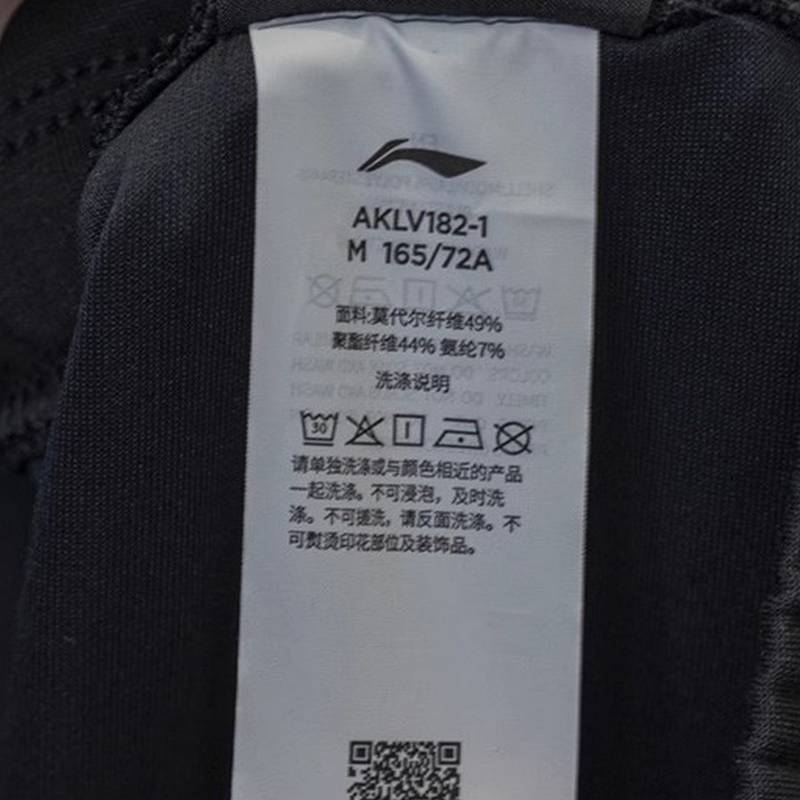 AKLV182-1
M 165/72A
面料:莫代尔纤维49%
聚酯纤维44% 氨纶7%
洗涤说明
30
请单独洗涤或与颜色相近的产品
一起洗涤。不可浸泡，及时洗
涤。不可搓洗，请反面洗涤。不
可熨烫印花部位及装饰品。